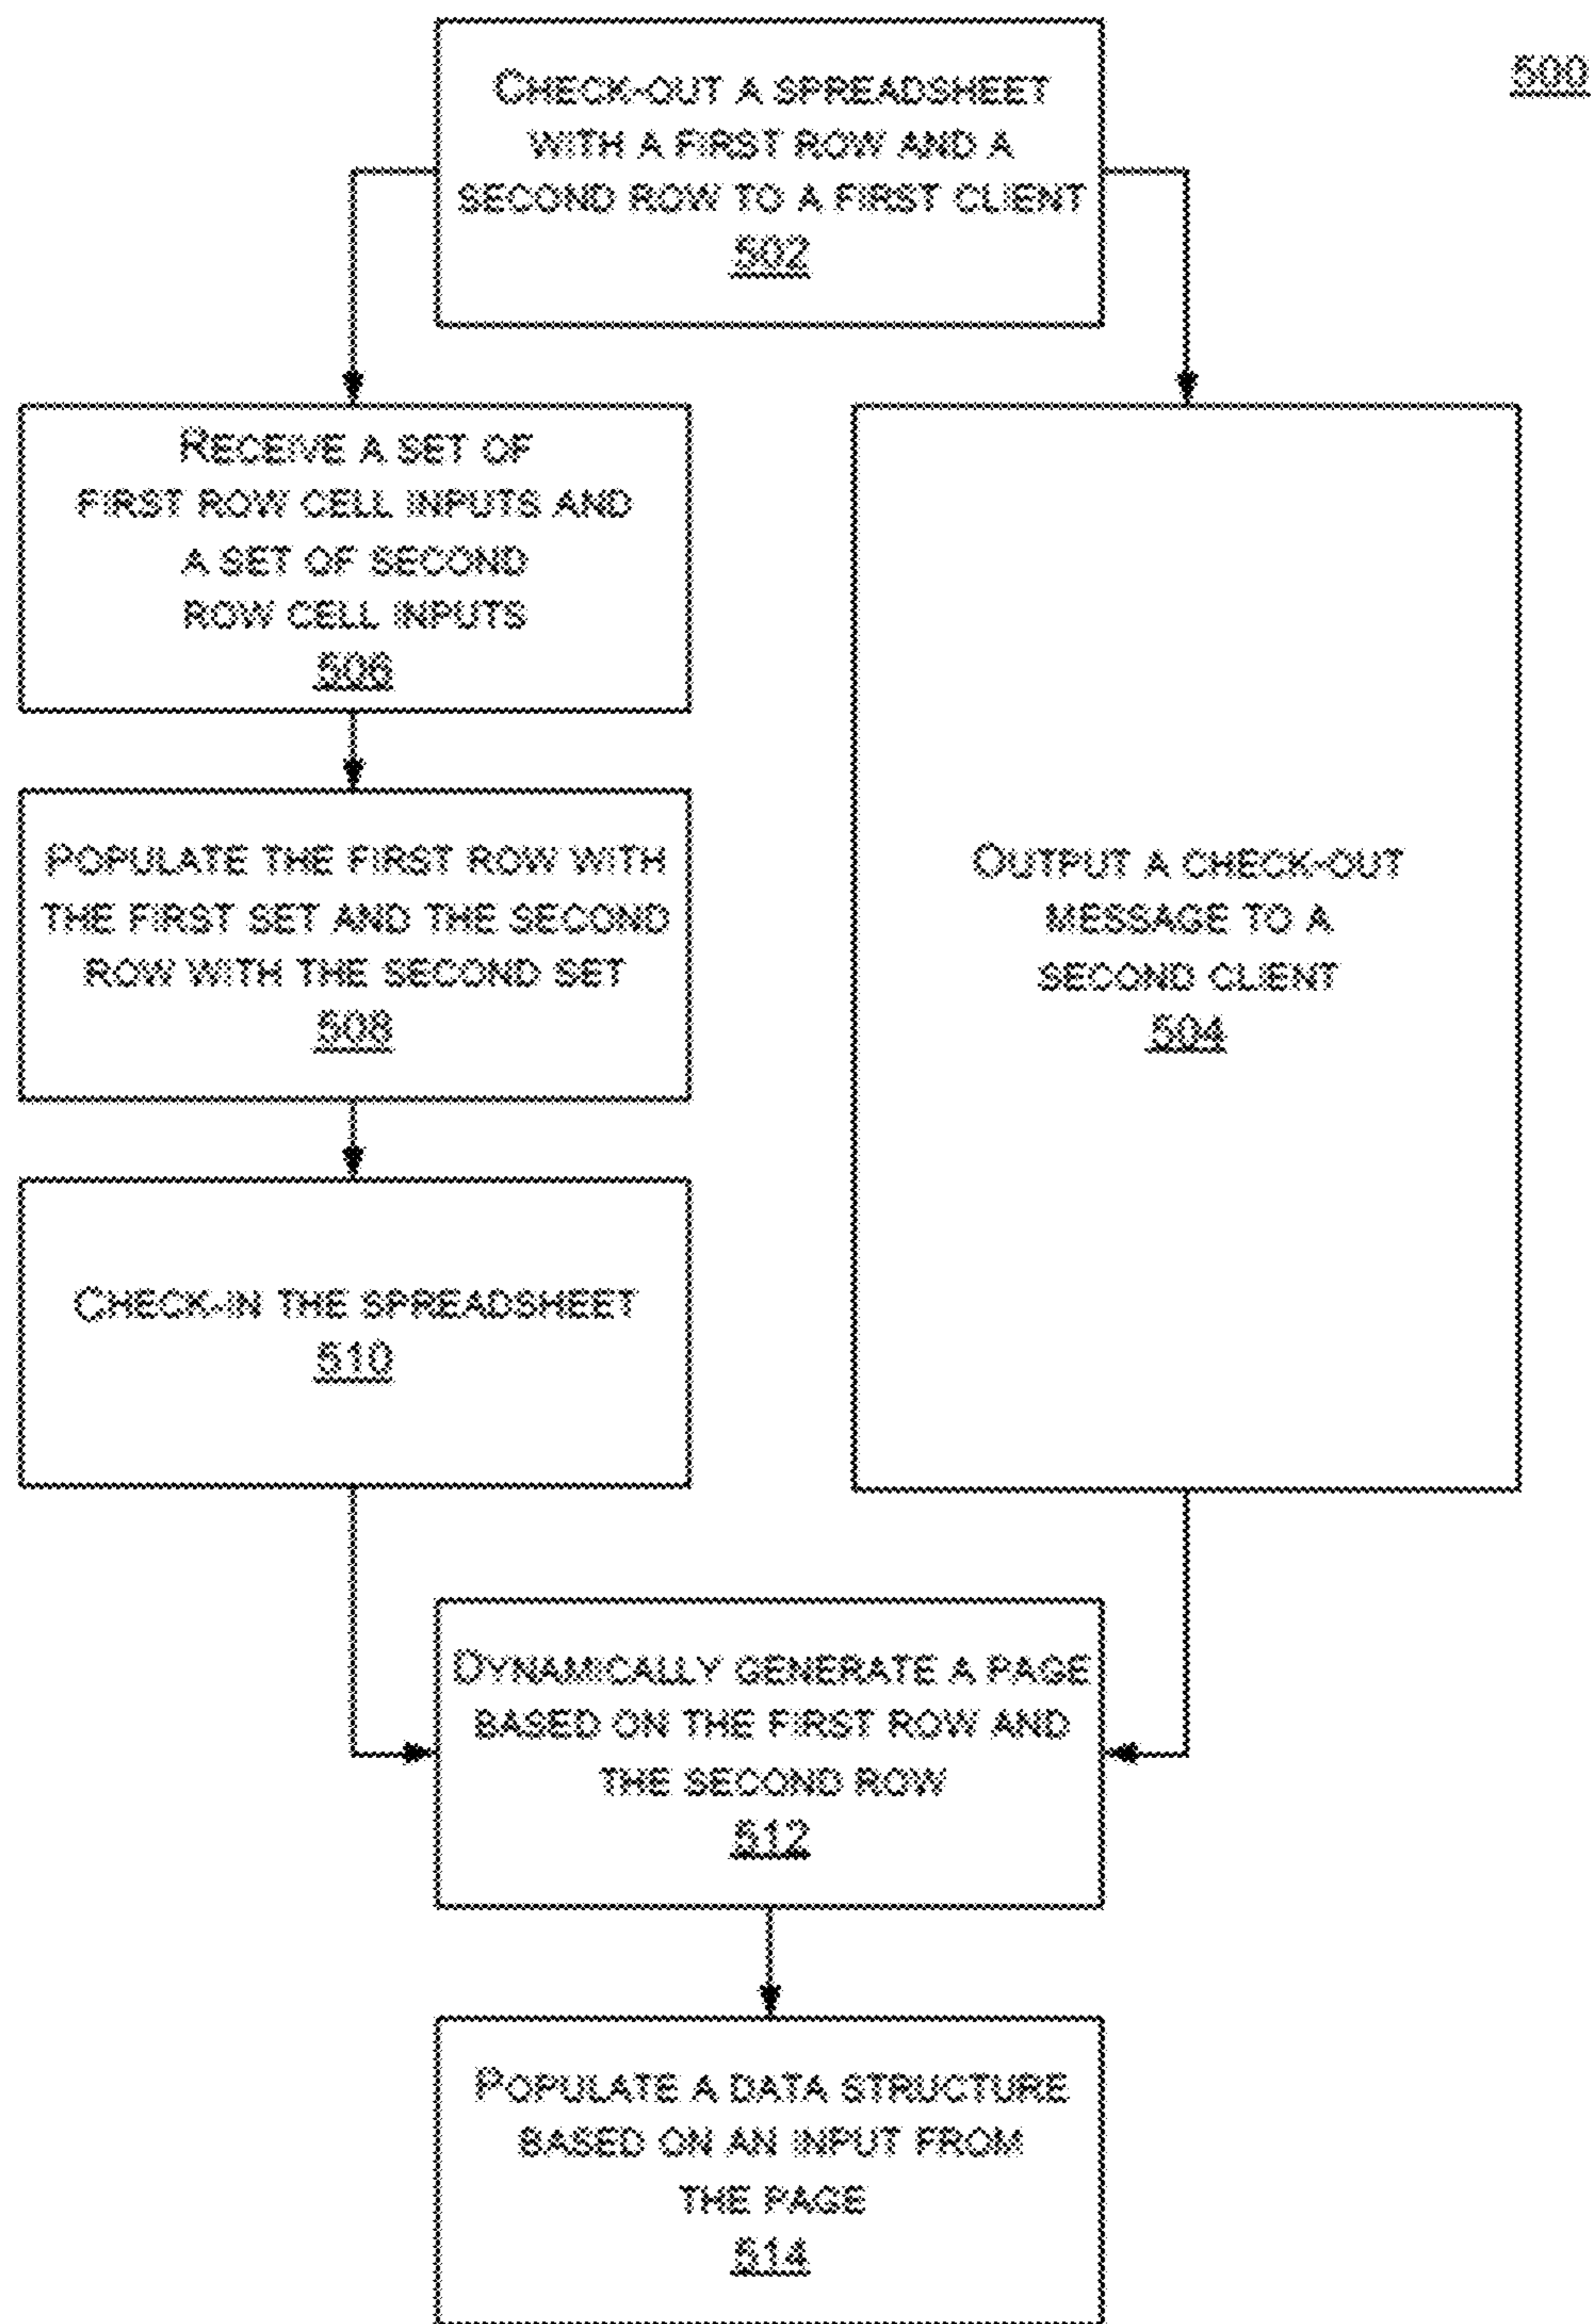 500
CHECK-OUT A SPREADSHEET
WITH A FIRST ROW AND A
SECOND ROW TO A FIRST CLIENT
502
RECEIVE A SET OF
FIRST ROW CELL INPUTS AND
A SET OF SECOND
ROW CELL INPUTS
506
POPULATE THE FIRST ROW WITH
THE FIRST SET AND THE SECOND
ROW WITH THE SECOND SET
508
CHECK-IN THE SPREADSHEET
510
OUTPUT A CHECK-OUT
MESSAGE TO A
SECOND CLIENT
504
DYNAMICALLY GENERATE A PAGE
BASED ON THE FIRST ROW AND
THE SECOND ROW
512
POPULATE A DATA STRUCTURE
BASED ON AN INPUT FROM
THE PAGE
514